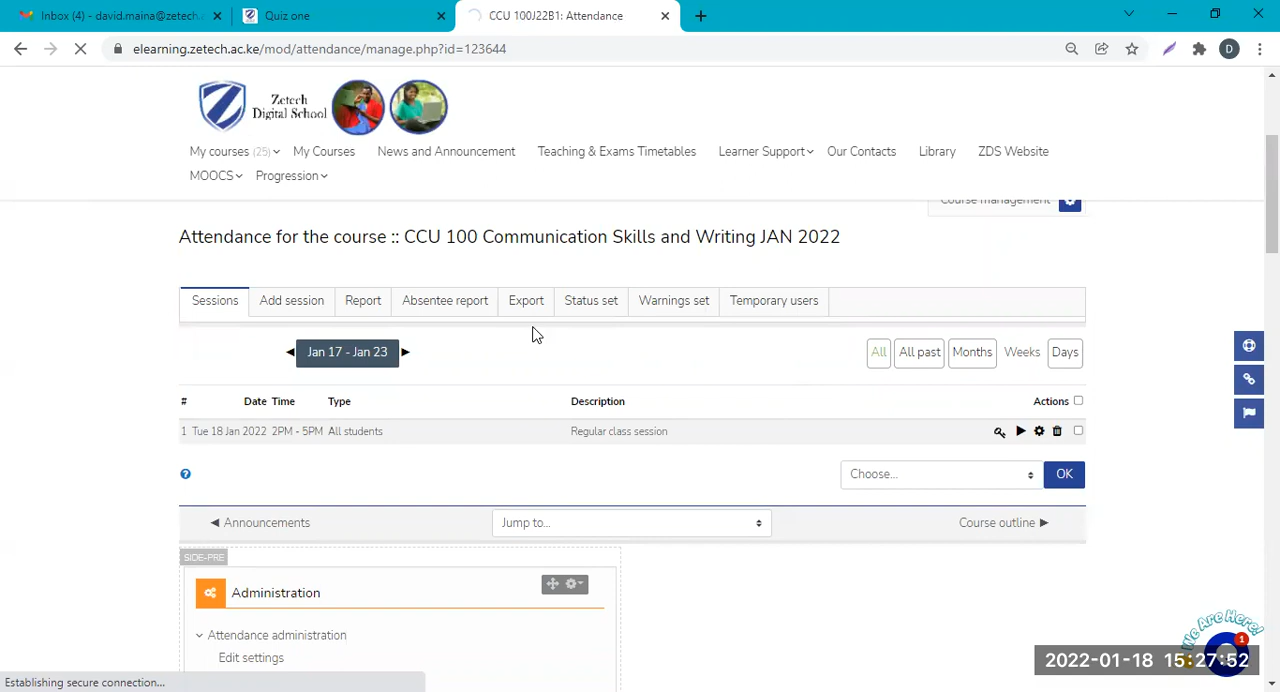 Inbox (4) - david.maina@zetech.
Quiz one
CCU 100J22B1: Attendance
elearning.zetech.ac.ke/mod/attendance/manage.php?id=123644
D
Zetech
Digital School
My courses (25)
My Courses
News and Announcement
Teaching & Exams Timetables
Learner Support
Our Contacts
Library
ZDS Website
MOOCS
Progression
Course management
Attendance for the course :: CCU 100 Communication Skills and Writing JAN 2022
Sessions
Add session
Report
Absentee report
Export
Status set
Warnings set
Temporary users
◀ Jan 17 - Jan 23 ▶
All
All past
Months
Weeks
Days
# Date Time Type Description Actions
1 Tue 18 Jan 2022 2PM - 5PM All students Regular class session
?
Choose...
OK
◀ Announcements
Jump to...
Course outline ▶
SIDE-PRE
Administration
Attendance administration
Edit settings
We Are Here!
1
2022-01-18 15:27:52
Establishing secure connection...